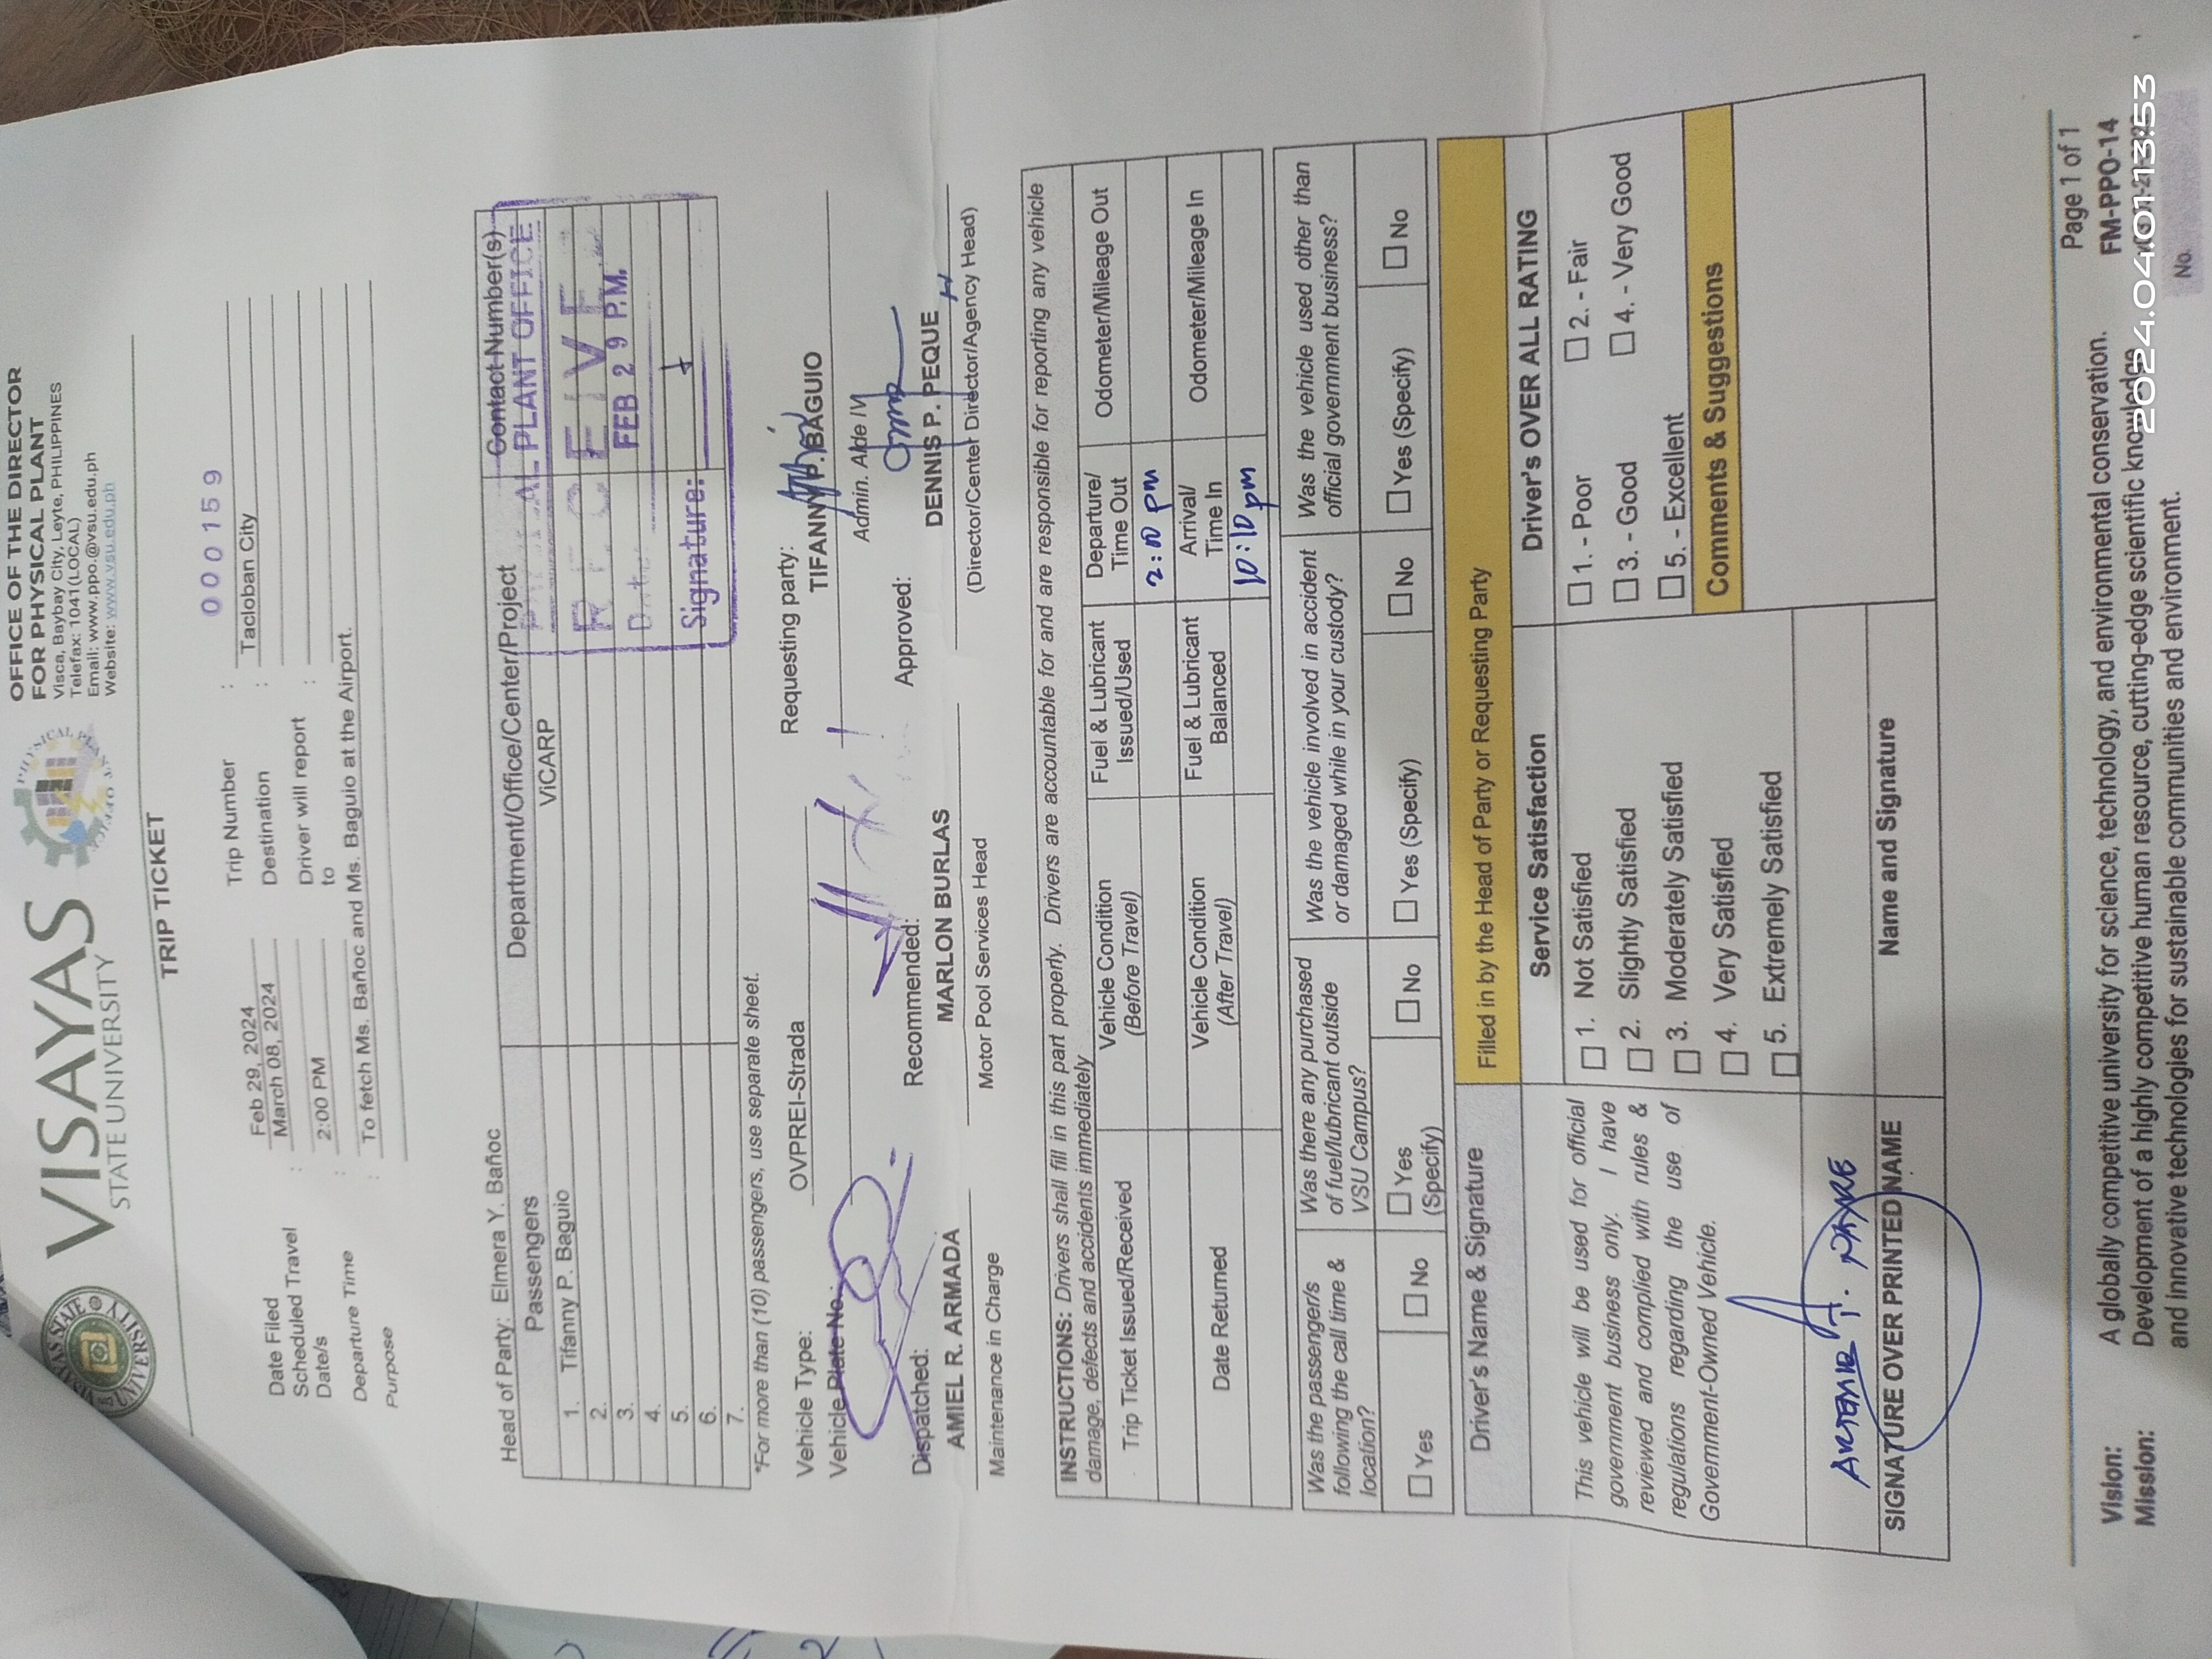 VISAYAS
STATE UNIVERSITY
OFFICE OF THE DIRECTOR
FOR PHYSICAL PLANT
Visca, Baybay City, Leyte, PHILIPPINES
Telefax: 1041(LOCAL)
Email: www.ppo.@vsu.edu.ph
Website: www.vsu.edu.ph
TRIP TICKET
000159
Date Filed Feb 29, 2024 Trip Number :
Scheduled Travel Date/s : March 08, 2024 Destination : Tacloban City
Departure Time : 2:00 PM Driver will report to :
Purpose To fetch Ms. Bañoc and Ms. Baguio at the Airport.
Head of Party: Elmera Y. Bañoc
Passengers Department/Office/Center/Project Contact Number(s)
1. Tifanny P. Baguio ViCARP
2.
3.
4.
5.
6.
7.
PLANT OFFICE
FEB 29 P.M.
Signature:
*For more than (10) passengers, use separate sheet.
Vehicle Type: OVPREI-Strada Requesting party:
Vehicle Plate No.: TIFANNY P. BAGUIO
Admin. Aide IV
Dispatched: Recommended: Approved:
AMIEL R. ARMADA MARLON BURLAS DENNIS P. PEQUE
Maintenance in Charge Motor Pool Services Head (Director/Center Director/Agency Head)
INSTRUCTIONS: Drivers shall fill in this part properly. Drivers are accountable for and are responsible for reporting any vehicle
damage, defects and accidents immediately
Trip Ticket Issued/Received Vehicle Condition (Before Travel) Fuel & Lubricant Issued/Used Departure/ Time Out Odometer/Mileage Out
2:10 pm
Date Returned Vehicle Condition (After Travel) Fuel & Lubricant Balanced Arrival/ Time In Odometer/Mileage In
10:10 pm
Was the passenger/s following the call time & location? Was there any purchased of fuel/lubricant outside VSU Campus? Was the vehicle involved in accident or damaged while in your custody? Was the vehicle used other than official government business?
☐ Yes ☐ No ☐ Yes (Specify) ☐ No ☐ Yes (Specify) ☐ No ☐ Yes (Specify) ☐ No
Driver's Name & Signature Filled in by the Head of Party or Requesting Party
Service Satisfaction Driver's OVER ALL RATING
This vehicle will be used for official
government business only. I have
reviewed and complied with rules &
regulations regarding the use of
Government-Owned Vehicle.
☐ 1. Not Satisfied
☐ 2. Slightly Satisfied
☐ 3. Moderately Satisfied
☐ 4. Very Satisfied
☐ 5. Extremely Satisfied
☐ 1. - Poor ☐ 2. - Fair
☐ 3. - Good ☐ 4. - Very Good
☐ 5. - Excellent
Comments & Suggestions
SIGNATURE OVER PRINTED NAME Name and Signature
Vision: A globally competitive university for science, technology, and environmental conservation.
Mission: Development of a highly competitive human resource, cutting-edge scientific knowledge
and innovative technologies for sustainable communities and environment.
Page 1 of 1
FM-PPO-14
No.
2024.04.01 13:53